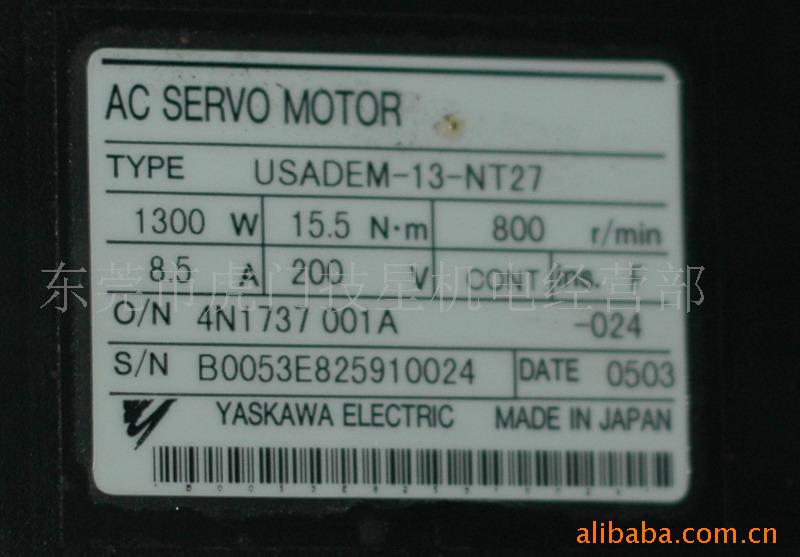 AC SERVO MOTOR
TYPE USADEM-13-NT27
1300 W 15.5 N·m 800 r/min
8.5 A 200 V CONT ins. F
东莞市虎门技星机电经营部
O/N 4N1737 001A -024
S/N B0053E825910024 DATE 0503
YASKAWA ELECTRIC MADE IN JAPAN
alibaba.com.cn